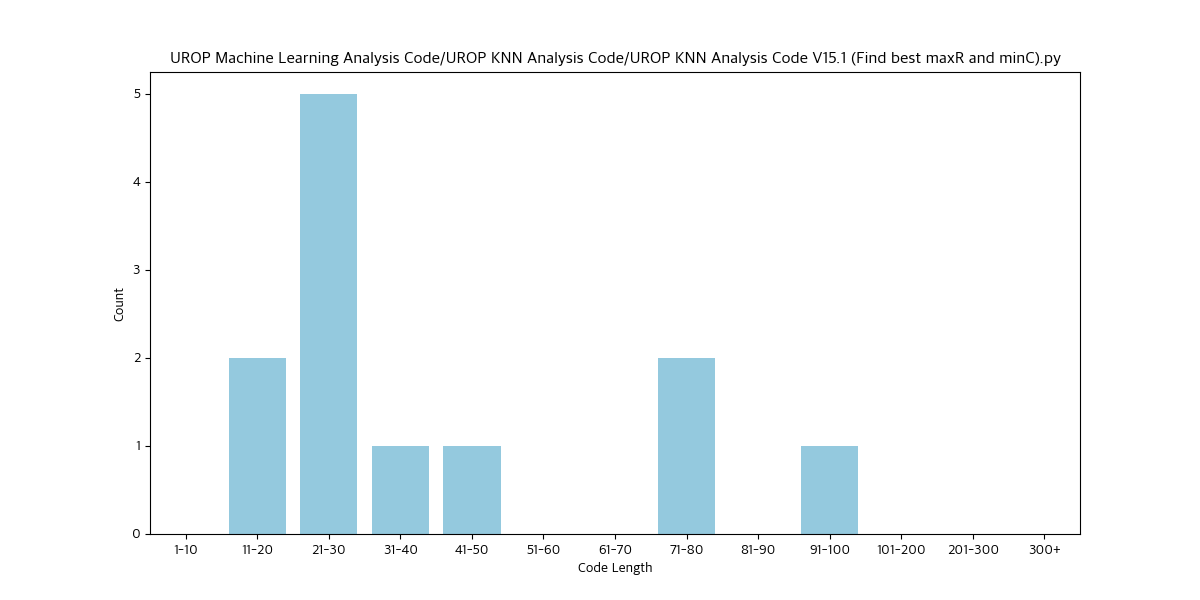 UROP Machine Learning Analysis Code/UROP KNN Analysis Code/UROP KNN Analysis Code V15.1 (Find best maxR and minC).py
5
4
3
2
1
0
Count
1-10 11-20 21-30 31-40 41-50 51-60 61-70 71-80 81-90 91-100 101-200 201-300 300+
Code Length